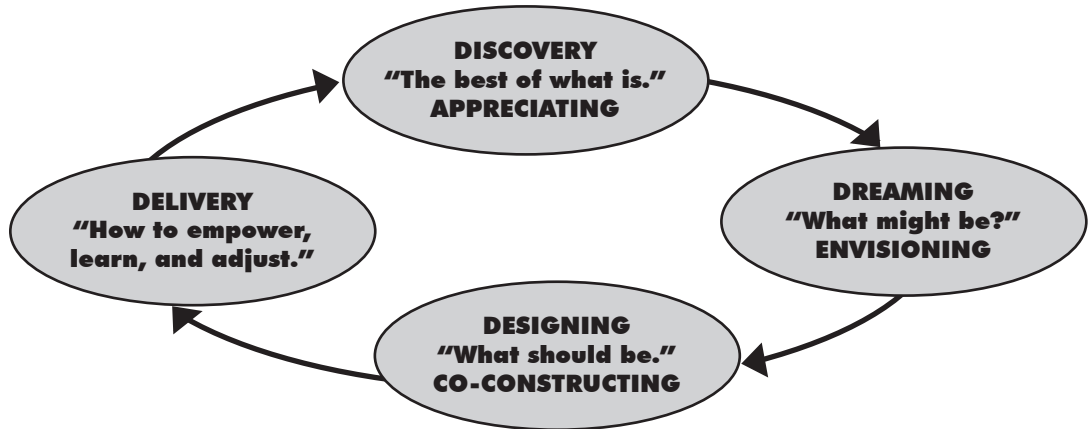 DISCOVERY
“The best of what is.”
APPRECIATING
DREAMING
“What might be?”
ENVISIONING
DESIGNING
“What should be.”
CO-CONSTRUCTING
DELIVERY
“How to empower,
learn, and adjust.”